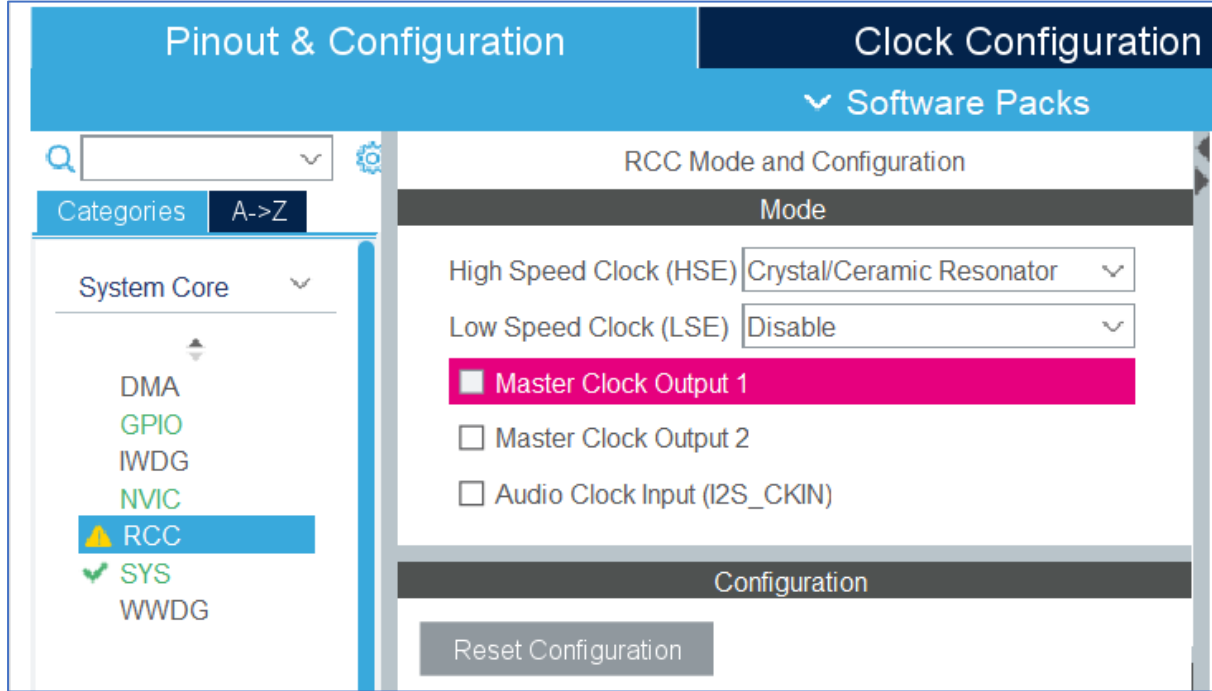 Pinout & Configuration
Clock Configuration
Software Packs
Categories
A->Z
System Core
DMA
GPIO
IWDG
NVIC
RCC
SYS
WWDG
RCC Mode and Configuration
Mode
High Speed Clock (HSE) Crystal/Ceramic Resonator
Low Speed Clock (LSE) Disable
Master Clock Output 1
Master Clock Output 2
Audio Clock Input (I2S_CKIN)
Configuration
Reset Configuration